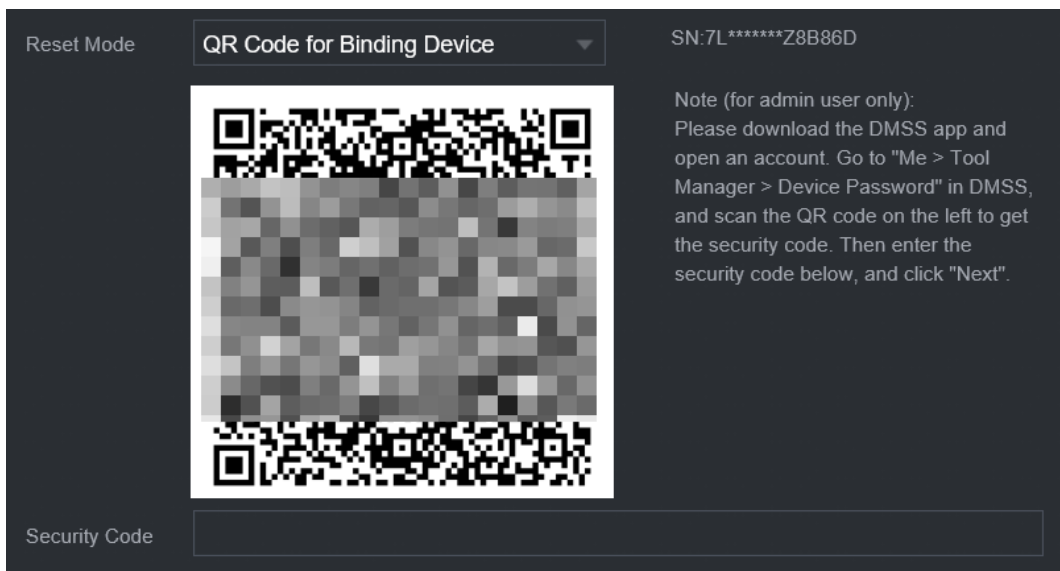 Reset Mode
QR Code for Binding Device
SN:7L*******Z8B86D
Note (for admin user only):
Please download the DMSS app and
open an account. Go to "Me > Tool
Manager > Device Password" in DMSS,
and scan the QR code on the left to get
the security code. Then enter the
security code below, and click "Next".
Security Code